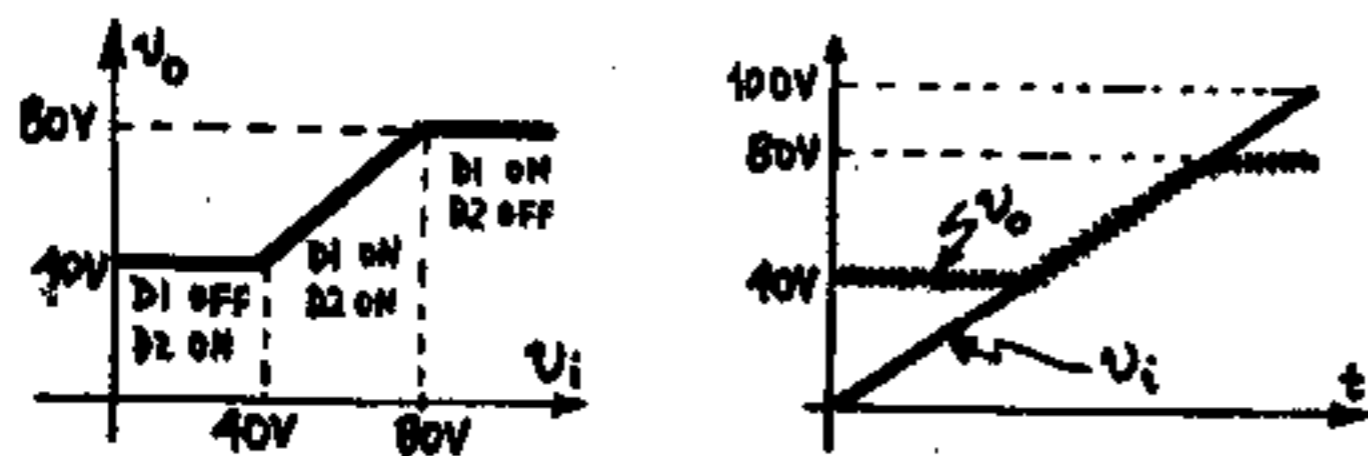 v₀
80V
40V
D1 OFF
D2 ON
D1 ON
D2 ON
D1 ON
D2 OFF
vᵢ
40V
80V
100V
80V
40V
v₀
vᵢ
t